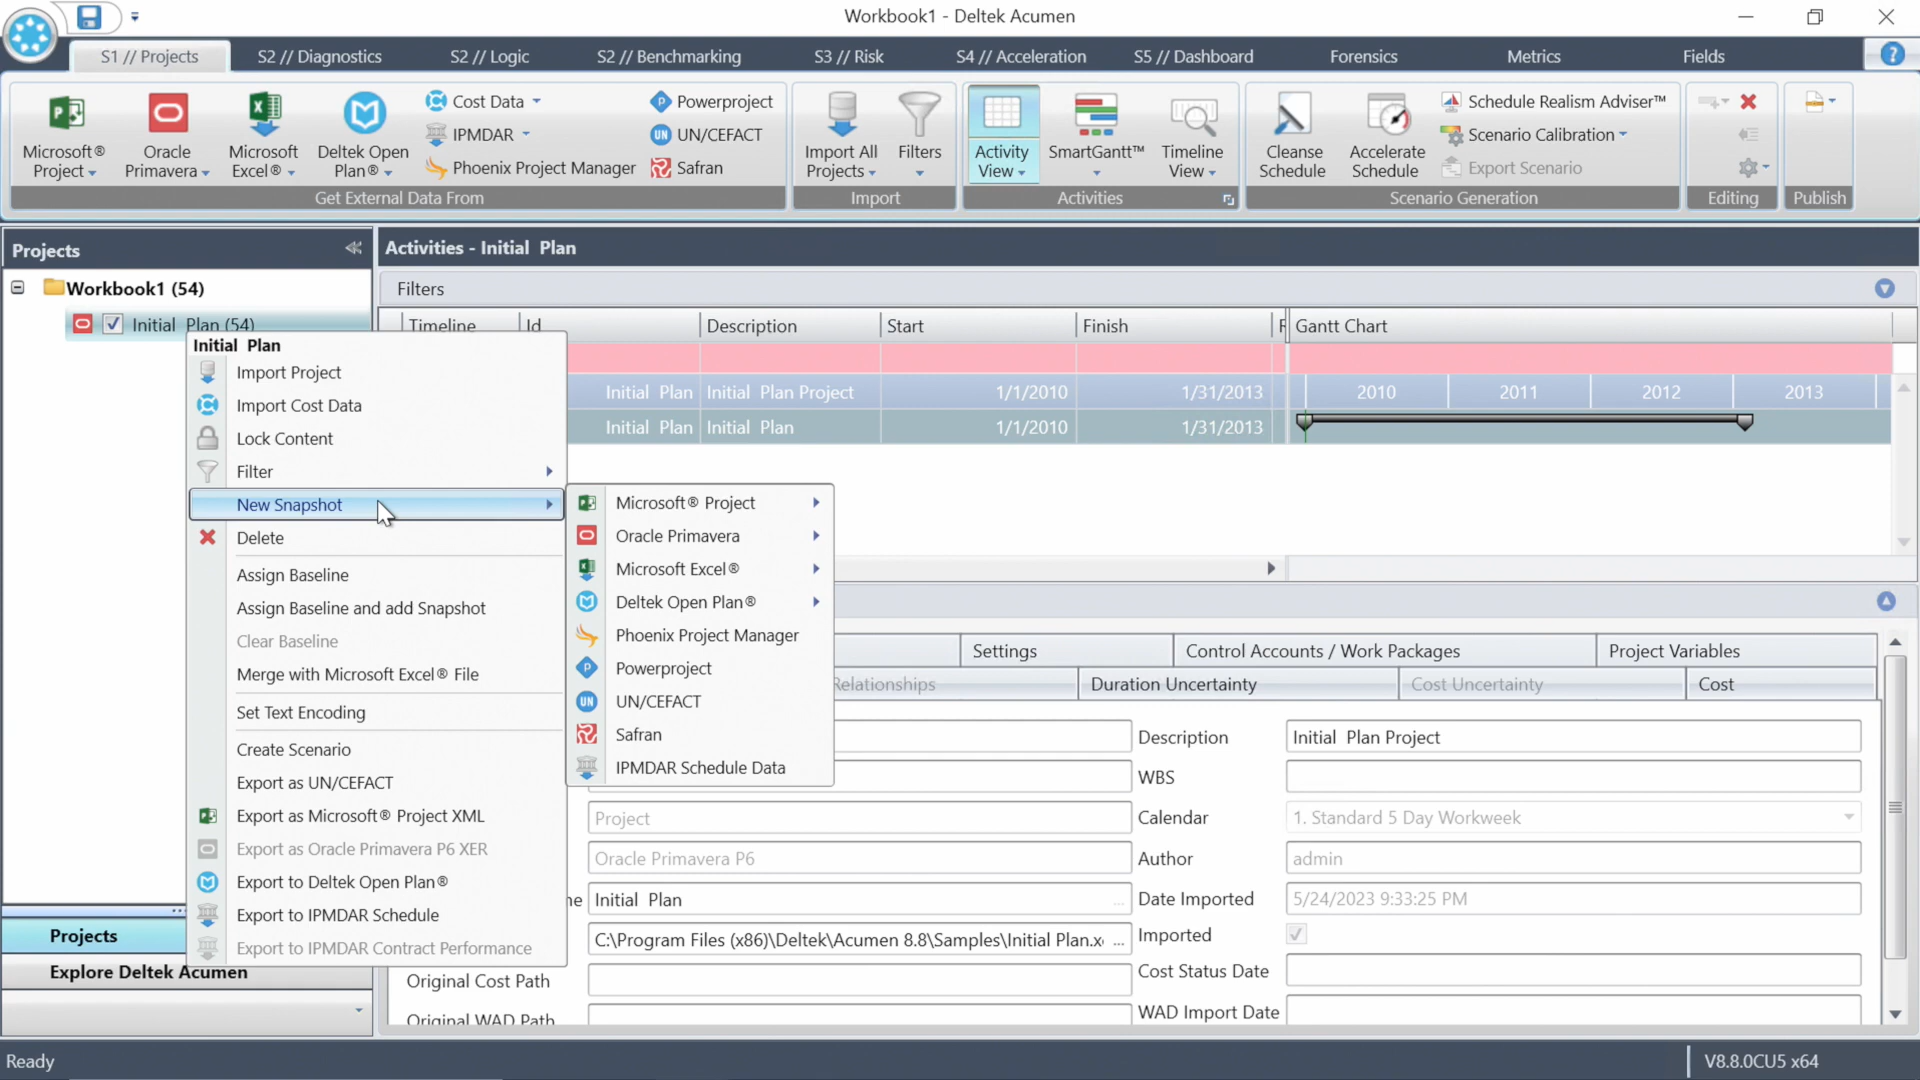 Workbook1 - Deltek Acumen
S1 // Projects
S2 // Diagnostics
S2 // Logic
S2 // Benchmarking
S3 // Risk
S4 // Acceleration
S5 // Dashboard
Forensics
Metrics
Fields
?
Microsoft®
Project
Oracle
Primavera
Microsoft
Excel®
Deltek Open
Plan®
Cost Data
IPMDAR
Phoenix Project Manager
Powerproject
UN/CEFACT
Safran
Get External Data From
Import All
Projects
Filters
Import
Activity
View
SmartGantt™
Timeline
View
Activities
Cleanse
Schedule
Accelerate
Schedule
Schedule Realism Adviser™
Scenario Calibration
Export Scenario
Scenario Generation
Editing
Publish
Projects
Workbook1 (54)
Initial Plan (54)
Activities - Initial Plan
Filters
Timeline
Id
Description
Start
Finish
Gantt Chart
Initial Plan
Initial Plan Project
1/1/2010
1/31/2013
2010
2011
2012
2013
Initial Plan
Initial Plan
1/1/2010
1/31/2013
Initial Plan
Import Project
Import Cost Data
Lock Content
Filter
New Snapshot
Delete
Assign Baseline
Assign Baseline and add Snapshot
Clear Baseline
Merge with Microsoft Excel® File
Set Text Encoding
Create Scenario
Export as UN/CEFACT
Export as Microsoft® Project XML
Export as Oracle Primavera P6 XER
Export to Deltek Open Plan®
Export to IPMDAR Schedule
Export to IPMDAR Contract Performance
Microsoft® Project
Oracle Primavera
Microsoft Excel®
Deltek Open Plan®
Phoenix Project Manager
Powerproject
UN/CEFACT
Safran
IPMDAR Schedule Data
Settings
Control Accounts / Work Packages
Project Variables
Relationships
Duration Uncertainty
Cost Uncertainty
Cost
Description
Initial Plan Project
WBS
Project
Calendar
1. Standard 5 Day Workweek
Oracle Primavera P6
Author
admin
Initial Plan
...
Date Imported
5/24/2023 9:33:25 PM
C:\Program Files (x86)\Deltek\Acumen 8.8\Samples\Initial Plan.x
...
Imported
Original Cost Path
Cost Status Date
Original WAD Path
WAD Import Date
Projects
Explore Deltek Acumen
Ready
V8.8.0CU5 x64